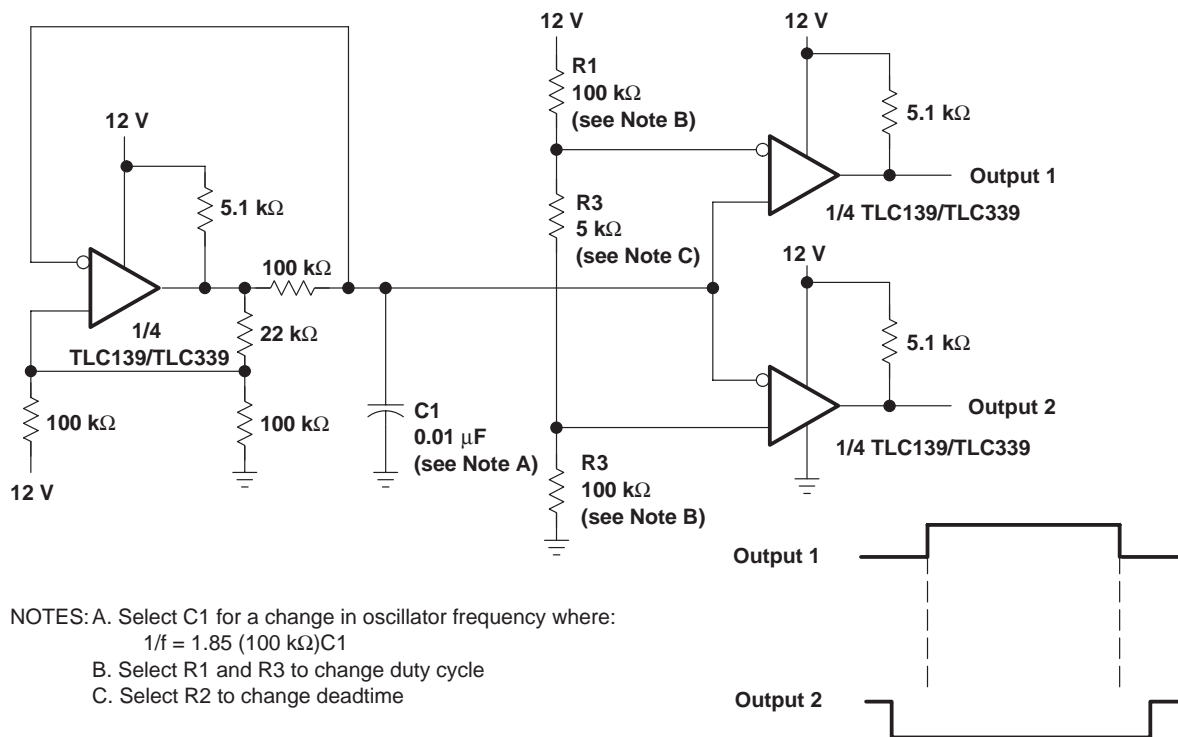 12 V
5.1 kΩ
100 kΩ
22 kΩ
1/4
TLC139/TLC339
100 kΩ
100 kΩ
12 V
C1
0.01 μF
(see Note A)
12 V
R1
100 kΩ
(see Note B)
R3
5 kΩ
(see Note C)
R3
100 kΩ
(see Note B)
12 V
5.1 kΩ
Output 1
1/4 TLC139/TLC339
12 V
5.1 kΩ
Output 2
1/4 TLC139/TLC339
Output 1
Output 2
NOTES: A. Select C1 for a change in oscillator frequency where:
1/f = 1.85 (100 kΩ)C1
B. Select R1 and R3 to change duty cycle
C. Select R2 to change deadtime